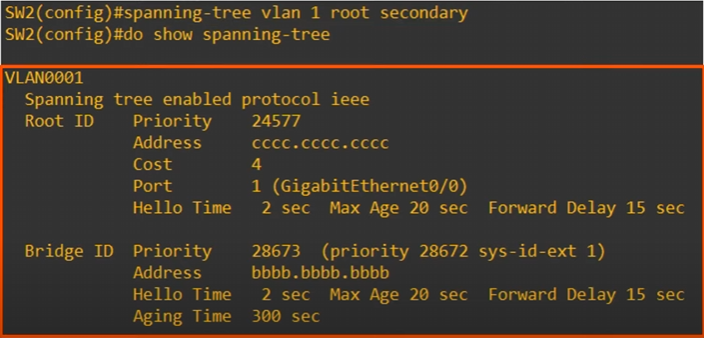 SW2(config)#spanning-tree vlan 1 root secondary
SW2(config)#do show spanning-tree
VLAN0001
Spanning tree enabled protocol ieee
Root ID Priority 24577
Address cccc.cccc.cccc
Cost 4
Port 1 (GigabitEthernet0/0)
Hello Time 2 sec Max Age 20 sec Forward Delay 15 sec
Bridge ID Priority 28673 (priority 28672 sys-id-ext 1)
Address bbbb.bbbb.bbbb
Hello Time 2 sec Max Age 20 sec Forward Delay 15 sec
Aging Time 300 sec